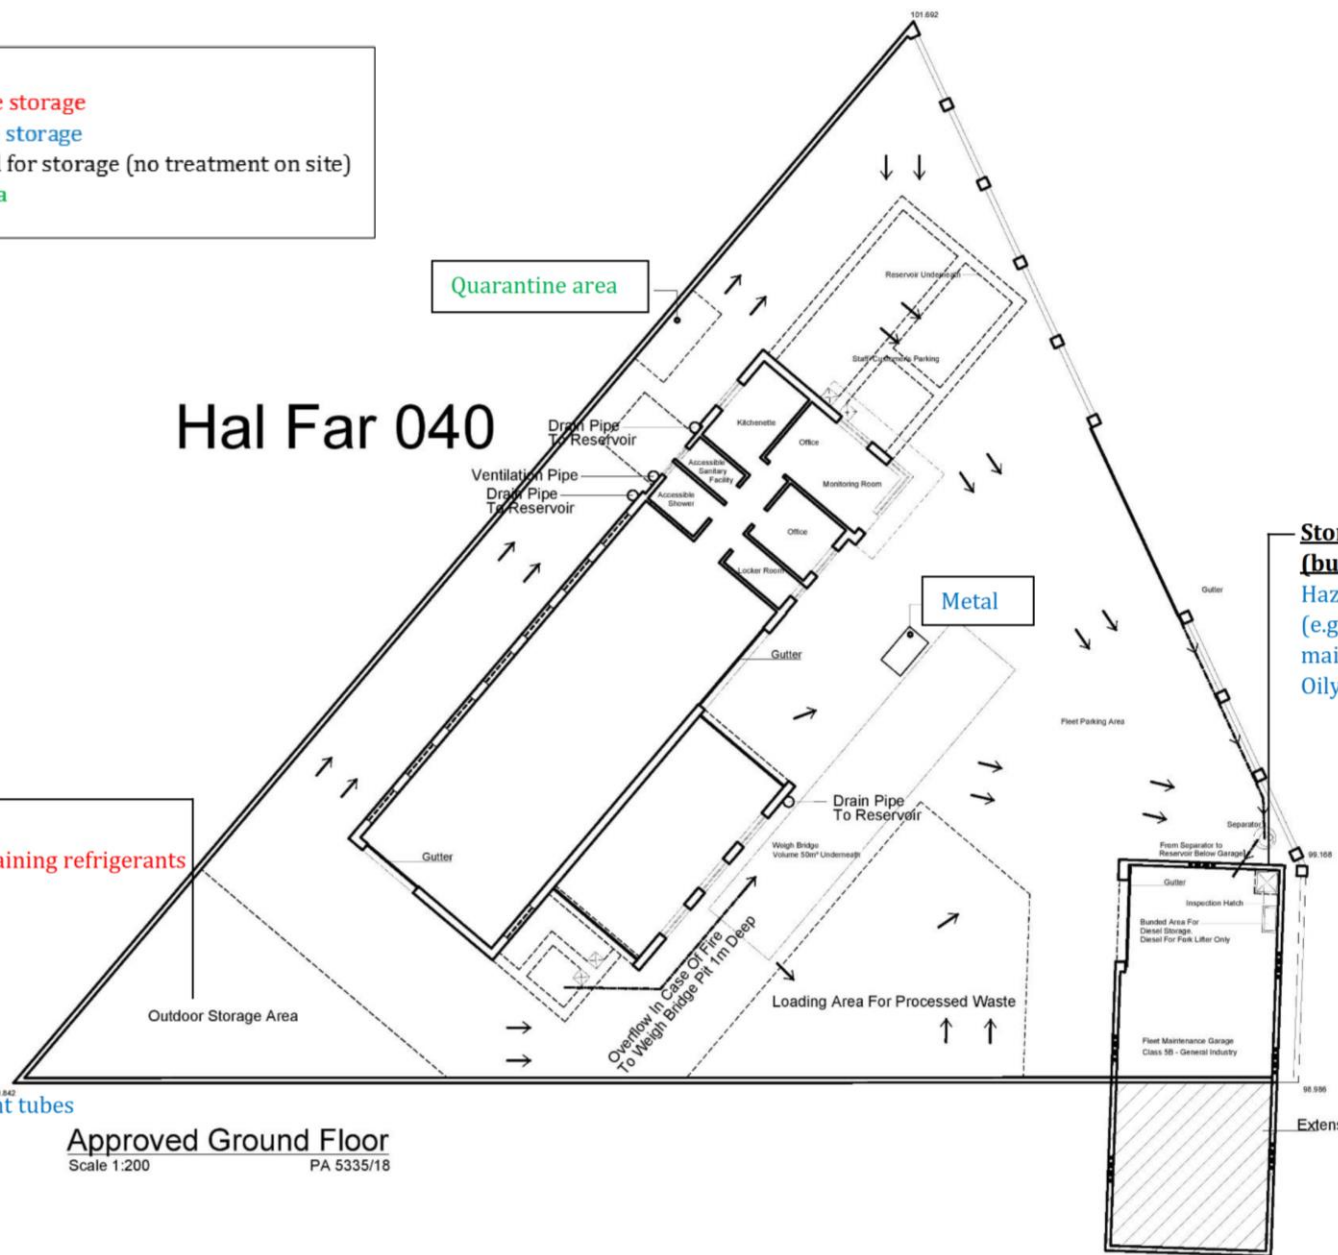 101.692
e storage
storage
for storage (no treatment on site)
Quarantine area
Reservoir Underneath
Staff/Customers Parking
Hal Far 040
Drain Pipe
To Reservoir
Kitchenette
Office
Ventilation Pipe
Accessible
Sanitary
Facility
Monitoring Room
Drain Pipe
To Reservoir
Accessible
Shower
Office
Locker Room
Metal
Gutter
(bu
Haz
(e.g
mai
Oily
Gutter
Fleet Parking Area
Drain Pipe
To Reservoir
Weigh Bridge
Volume 50m³ Underneath
Separator
From Separator to
Reservoir Below Garage
99.168
aining refrigerants
Gutter
Gutter
Inspection Hatch
Bunded Area For
Diesel Storage.
Diesel For Fork Lifter Only
Overflow In Case Of Fire
To Weigh Bridge Pit 1m Deep
Loading Area For Processed Waste
Outdoor Storage Area
Fleet Maintenance Garage
Class 5B - General Industry
.842
98.986
nt tubes
Extens
Approved Ground Floor
Scale 1:200 PA 5335/18